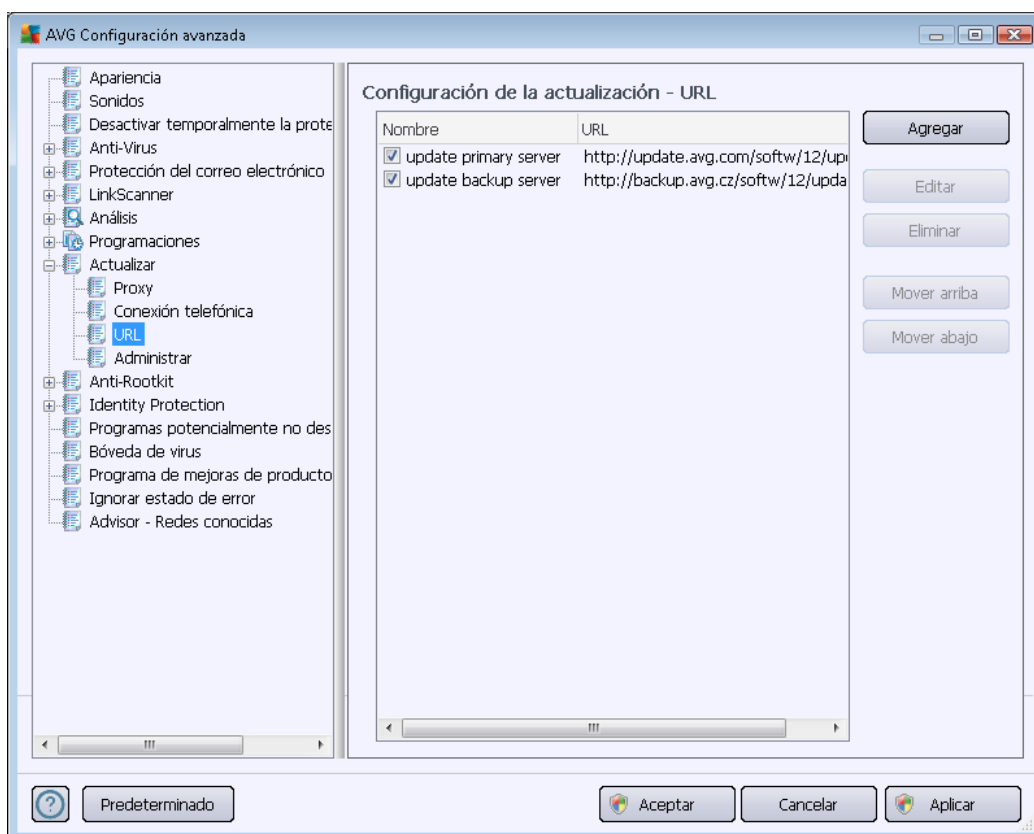 AVG Configuración avanzada
Apariencia
Sonidos
Desactivar temporalmente la prote
Anti-Virus
Protección del correo electrónico
LinkScanner
Análisis
Programaciones
Actualizar
Proxy
Conexión telefónica
URL
Administrar
Anti-Rootkit
Identity Protection
Programas potencialmente no des
Bóveda de virus
Programa de mejoras de producto
Ignorar estado de error
Advisor - Redes conocidas
Configuración de la actualización - URL
Nombre URL
update primary server http://update.avg.com/softw/12/up
update backup server http://backup.avg.cz/softw/12/upda
Agregar
Editar
Eliminar
Mover arriba
Mover abajo
Predeterminado
Aceptar
Cancelar
Aplicar